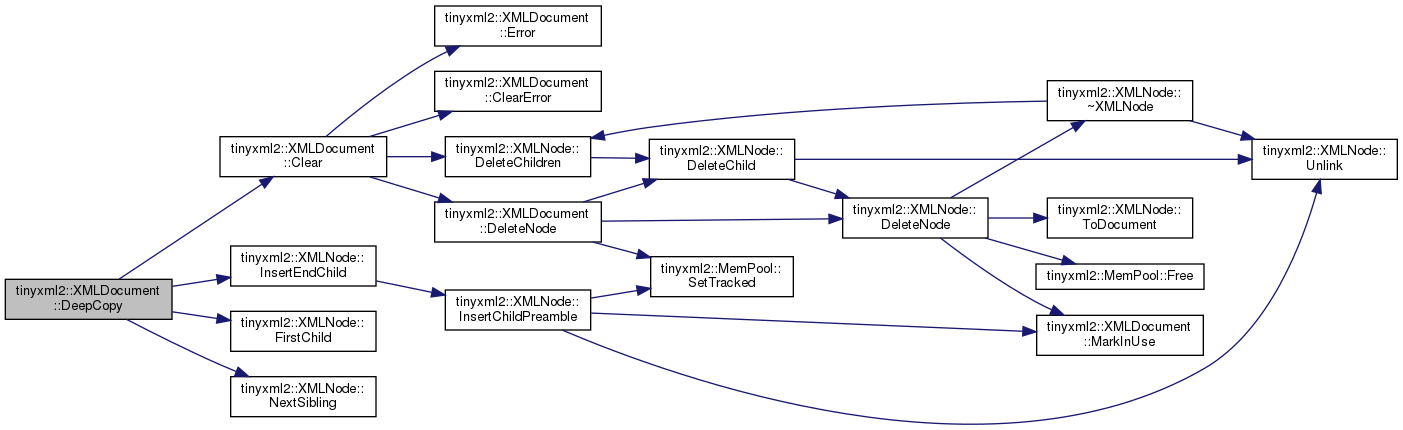 tinyxml2::XMLDocument
::DeepCopy
tinyxml2::XMLDocument
::Clear
tinyxml2::XMLNode::
InsertEndChild
tinyxml2::XMLNode::
FirstChild
tinyxml2::XMLNode::
NextSibling
tinyxml2::XMLDocument
::Error
tinyxml2::XMLDocument
::ClearError
tinyxml2::XMLNode::
DeleteChildren
tinyxml2::XMLDocument
::DeleteNode
tinyxml2::XMLNode::
InsertChildPreamble
tinyxml2::XMLNode::
DeleteChild
tinyxml2::MemPool::
SetTracked
tinyxml2::XMLNode::
DeleteNode
tinyxml2::XMLNode::
~XMLNode
tinyxml2::XMLNode::
ToDocument
tinyxml2::MemPool::Free
tinyxml2::XMLDocument
::MarkInUse
tinyxml2::XMLNode::
Unlink